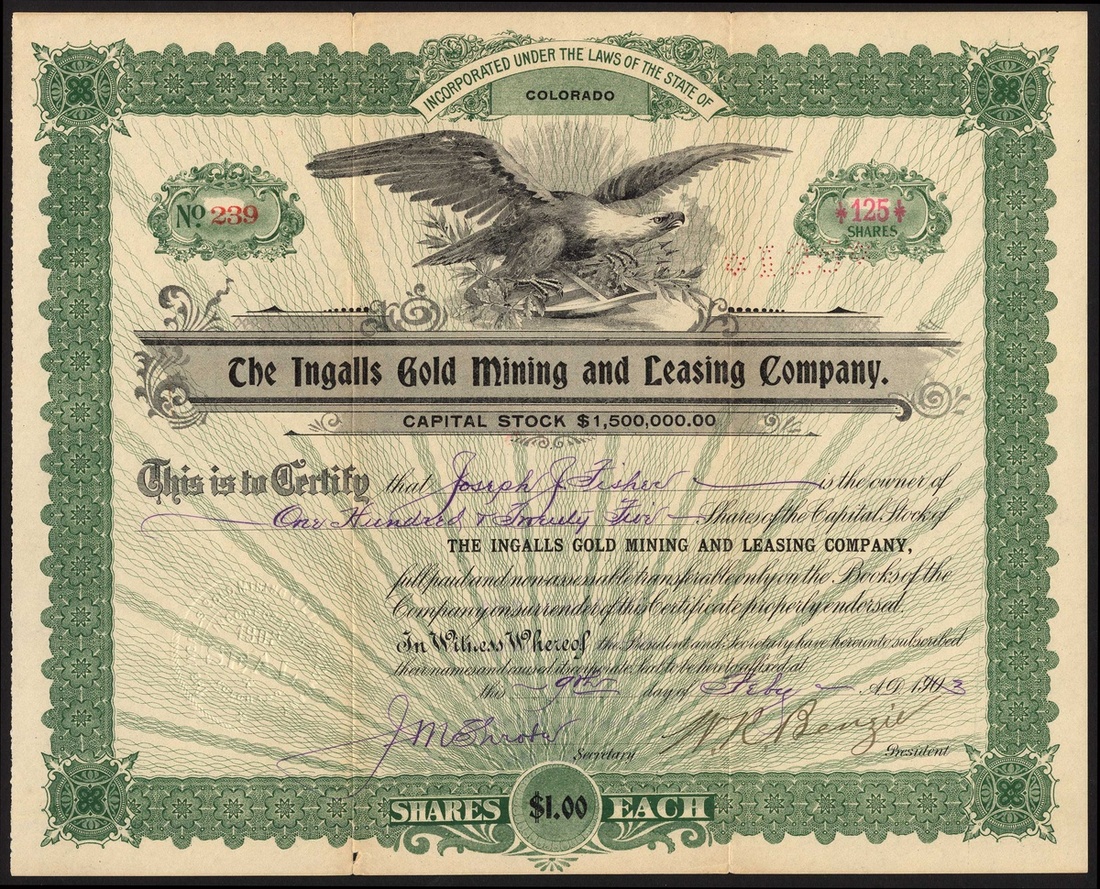 INCORPORATED UNDER THE LAWS OF THE STATE OF
COLORADO
No. 239
*125*
SHARES
The Ingalls Gold Mining and Leasing Company.
CAPITAL STOCK $1,500,000.00
This is to Certify that Joseph J Fisher is the owner of
One Hundred & Twenty Five Shares of the Capital Stock of
THE INGALLS GOLD MINING AND LEASING COMPANY,
full paid and non-assessable transferable only on the Books of the
Company on surrender of this Certificate properly endorsed.
In Witness Whereof the President and Secretary have hereunto subscribed
their names and caused its corporate Seal to be hereto affixed at
this 9th day of Feby A.D. 1903
Secretary
W. R. Benzie
President
SEAL
SHARES $1.00 EACH